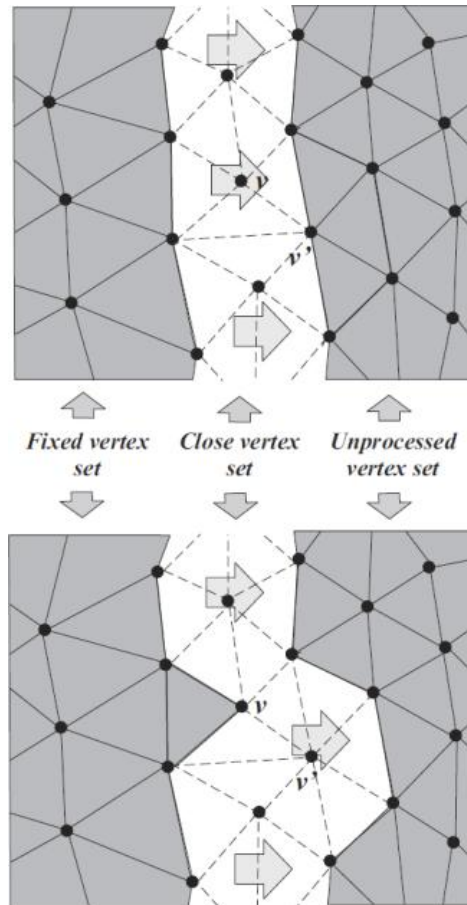 v
v'
Fixed vertex Close vertex Unprocessed
set set vertex set
v
v'